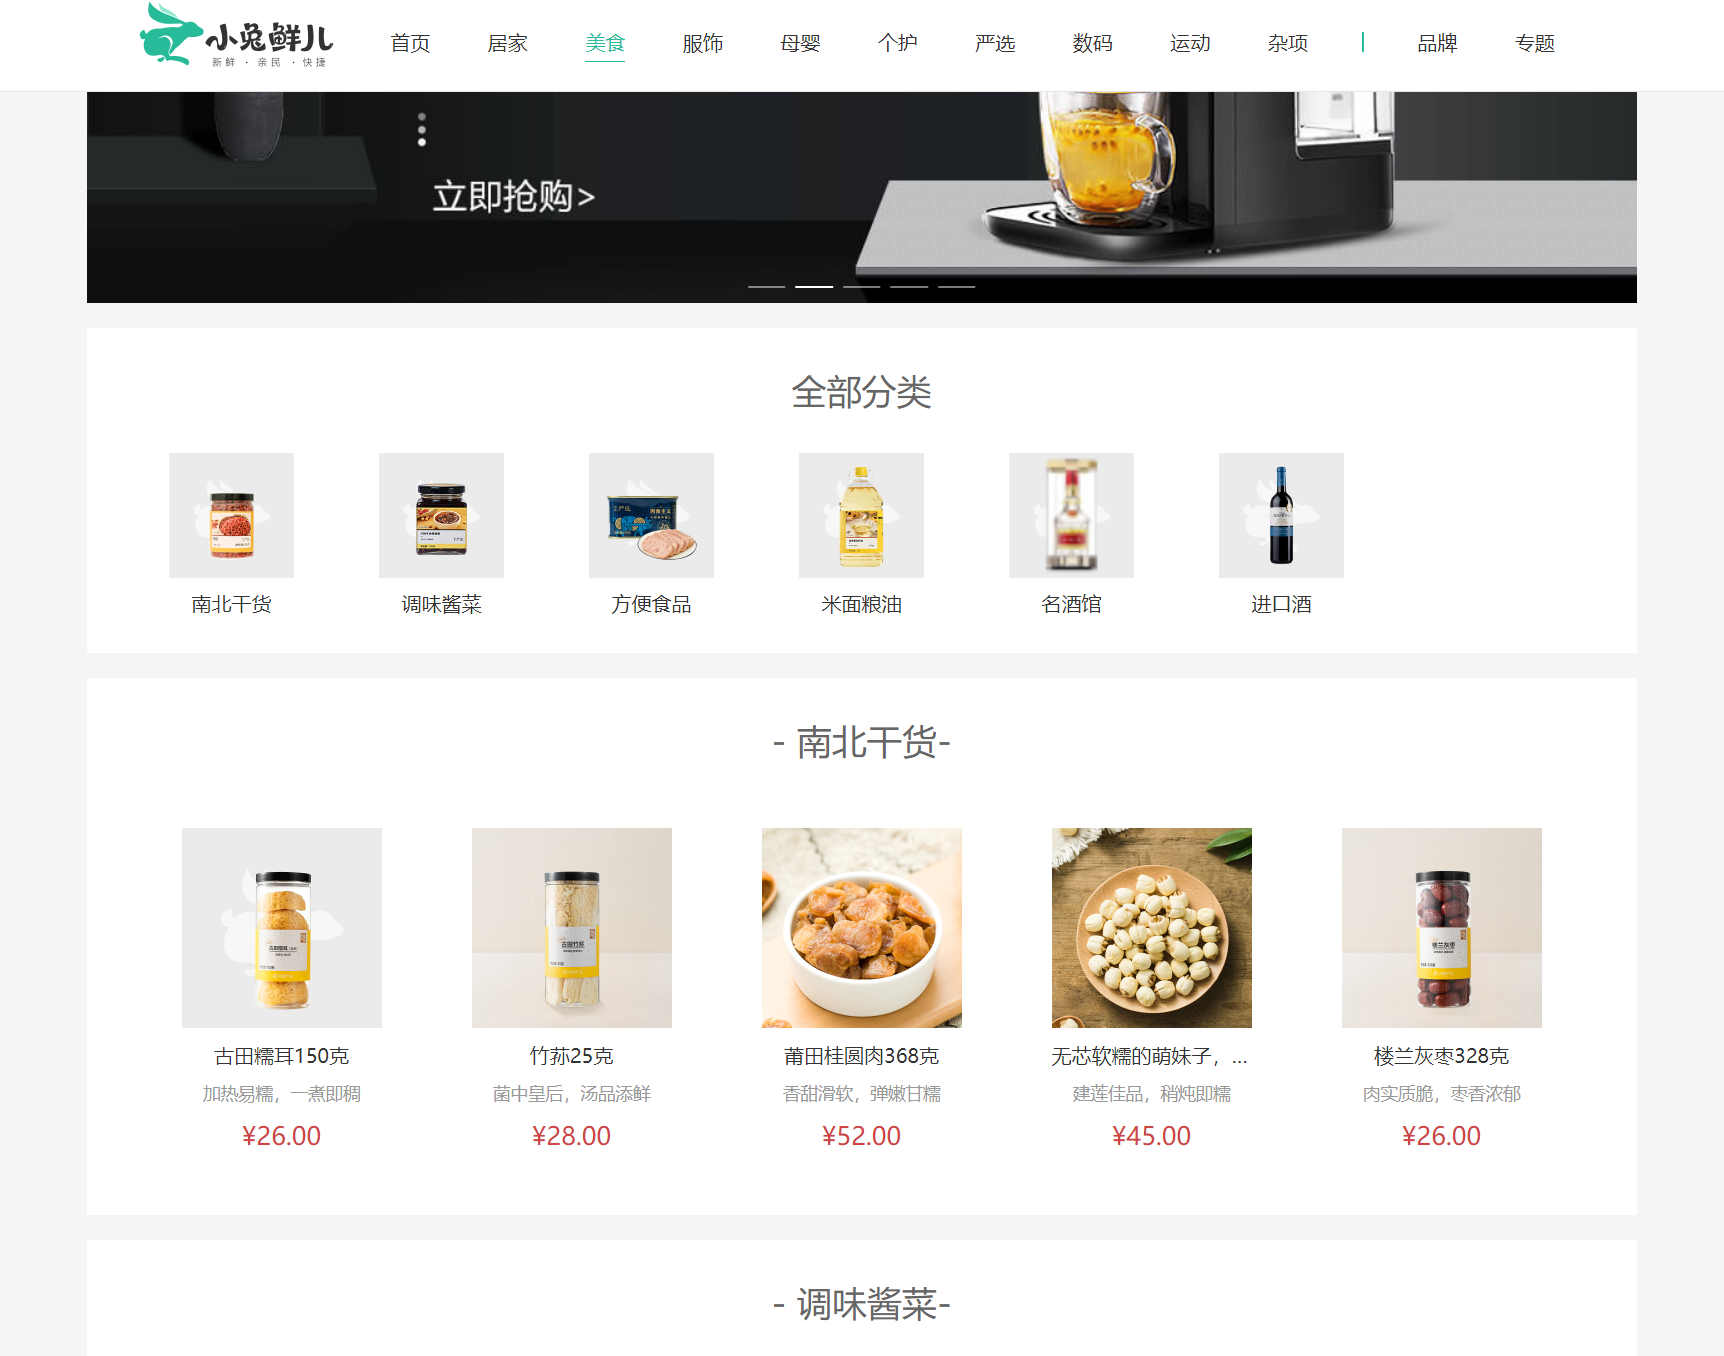 小兔鲜儿
新鲜 · 亲民 · 快捷
首页 居家 美食 服饰 母婴 个护 严选 数码 运动 杂项 品牌 专题
立即抢购>
全部分类
南北干货 调味酱菜 方便食品 米面粮油 名酒馆 进口酒
- 南北干货-
古田糯耳150克 竹荪25克 莆田桂圆肉368克 无芯软糯的萌妹子，... 楼兰灰枣328克
加热易糯，一煮即稠 菌中皇后，汤品添鲜 香甜滑软，弹嫩甘糯 建莲佳品，稍炖即糯 肉实质脆，枣香浓郁
¥26.00 ¥28.00 ¥52.00 ¥45.00 ¥26.00
- 调味酱菜-